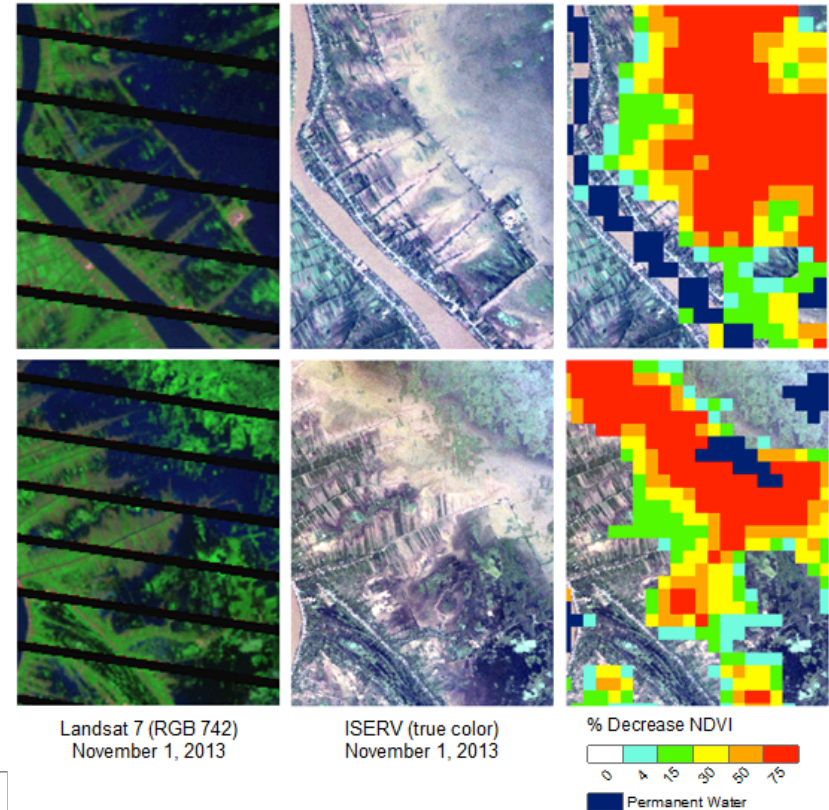 Landsat 7 (RGB 742)
November 1, 2013
ISERV (true color)
November 1, 2013
% Decrease NDVI
0 4 15 30 50 75
Permanent Water